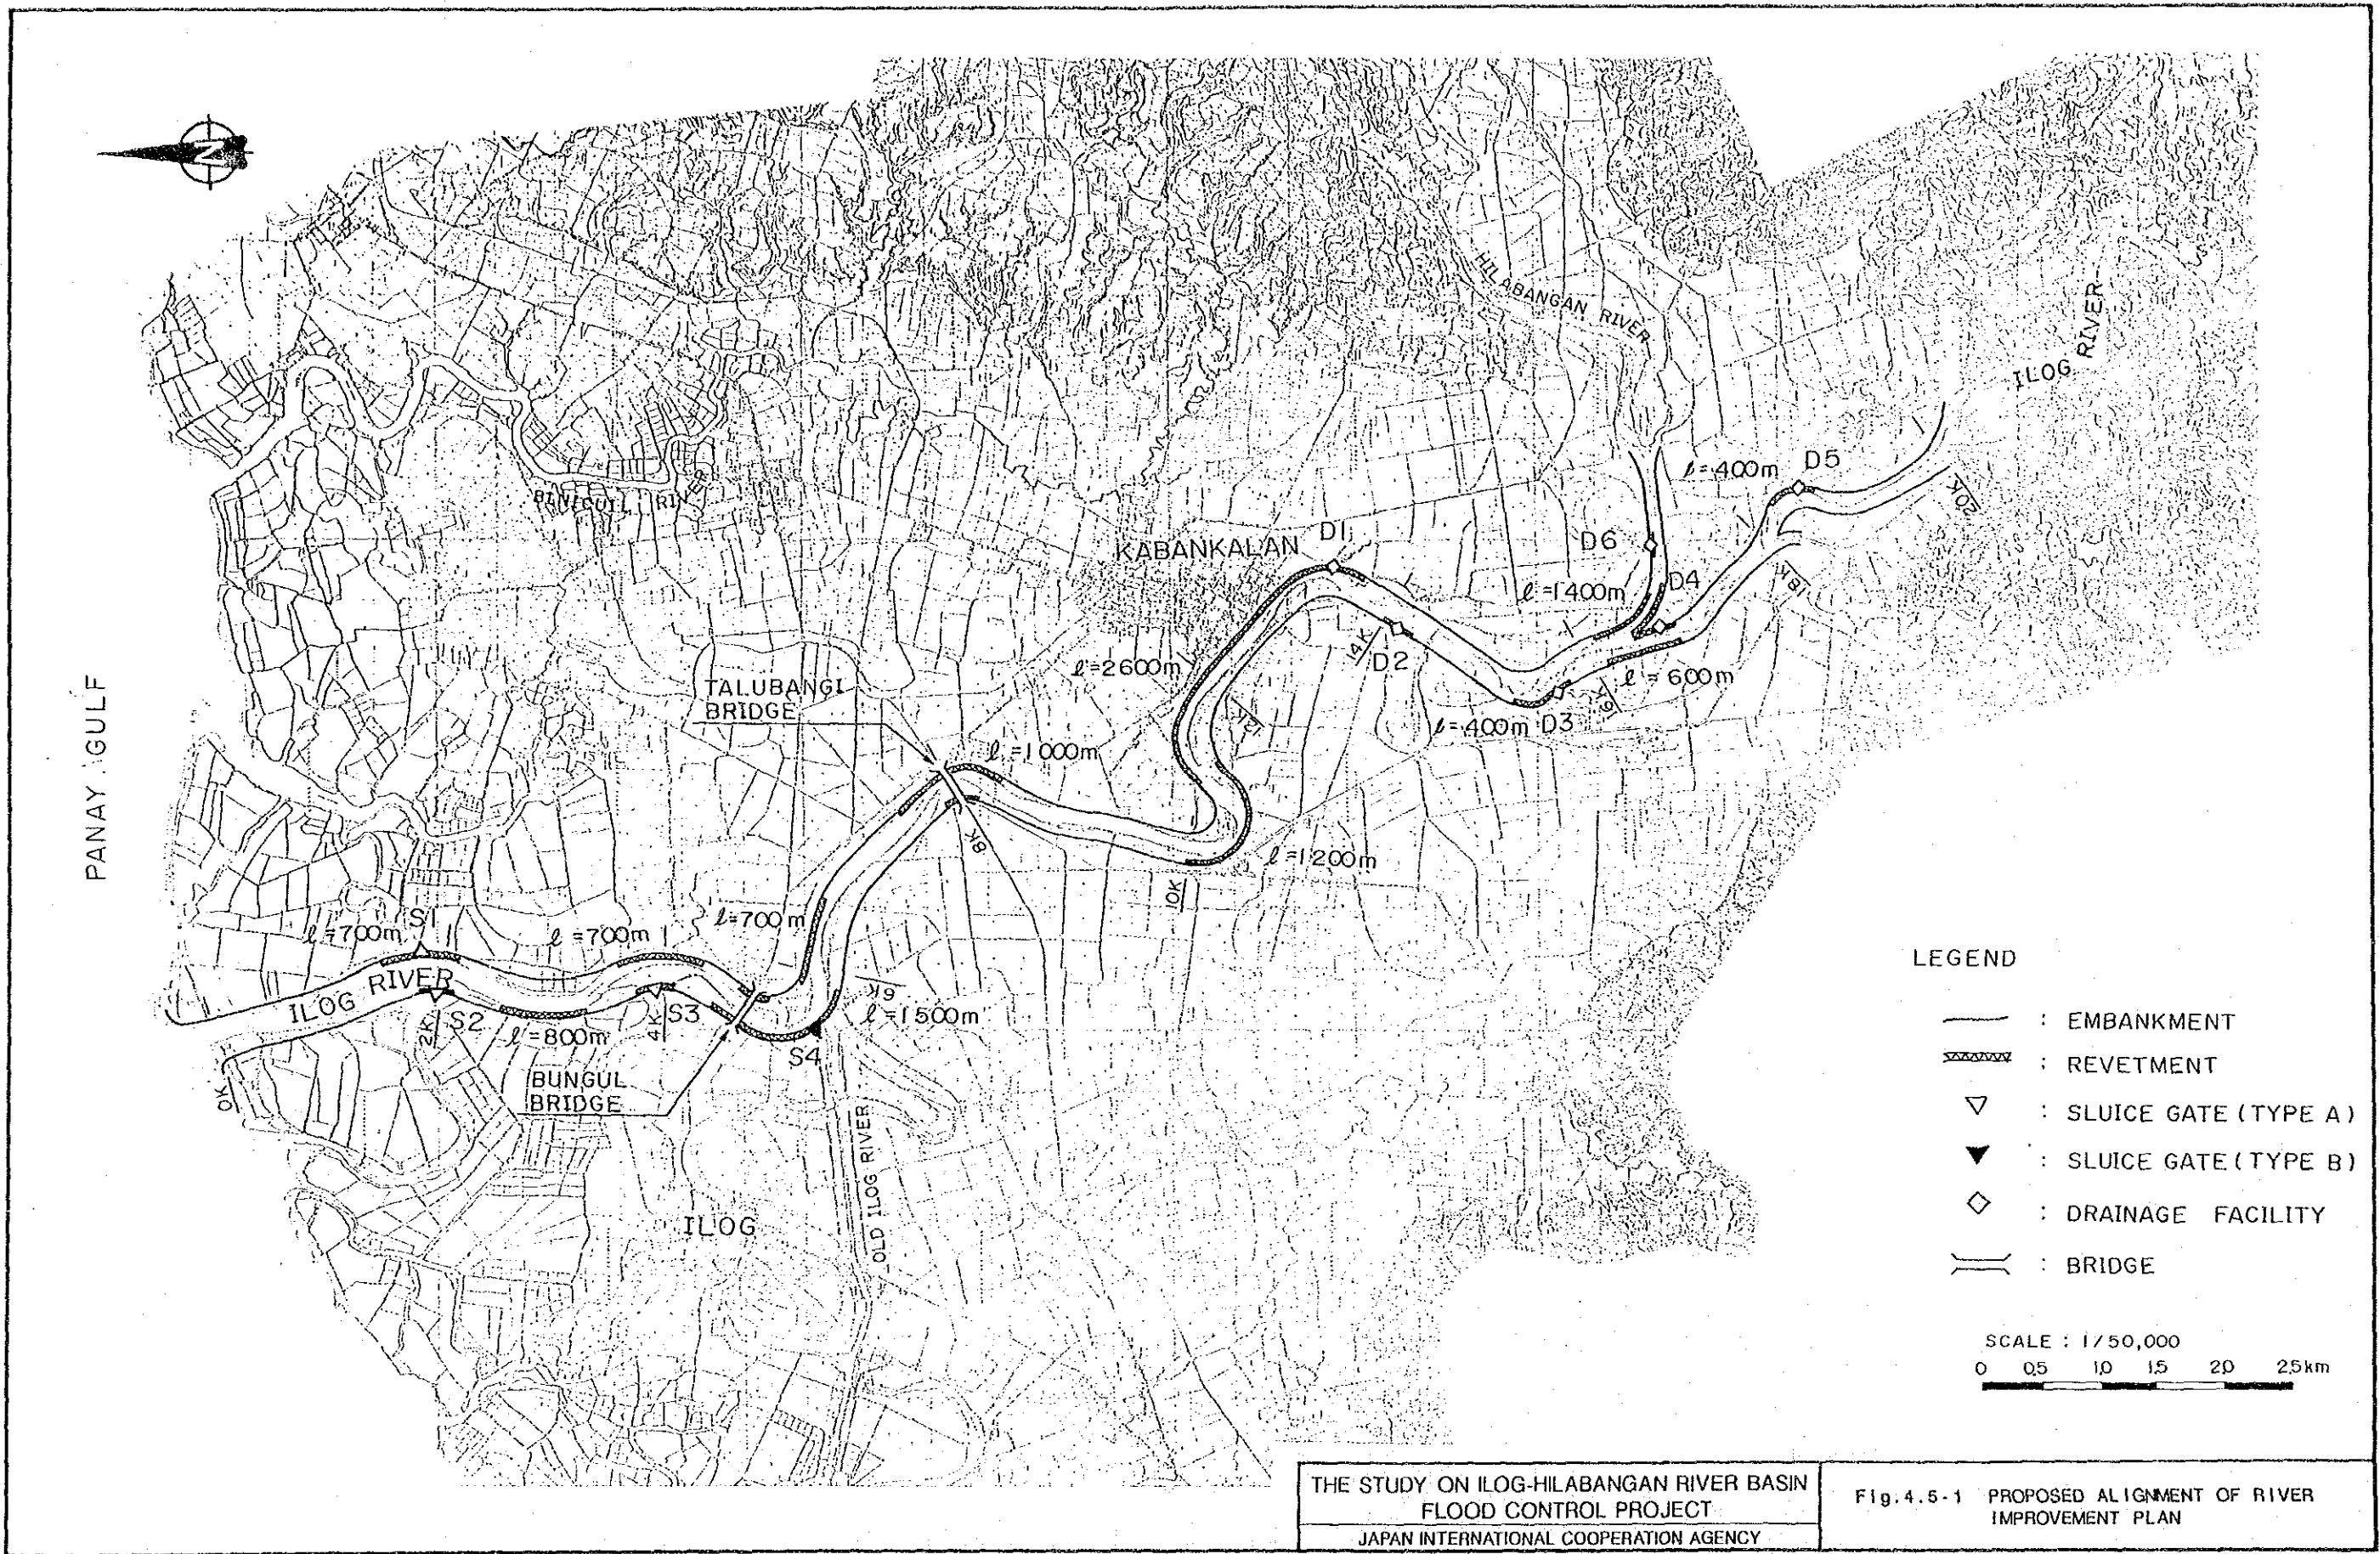 N
HILABANGAN RIVER
ILOG RIVER
BINICUIL RIVER
l=400m D5
20K
KABANKALAN
D1
D6
D4
18K
l=1400m
14K
D2
l=2600m
12K
l=600m
16K
l=400m D3
TALUBANGI
BRIDGE
l=1000m
PANAY GULF
8K
l=1200m
10K
S1
l=700m
l=700m
l=700m
ILOG RIVER
2K
S2
l=800m
4K
S3
6K
l=1500m
S4
0K
BUNGUL
BRIDGE
OLD ILOG RIVER
ILOG
LEGEND
: EMBANKMENT
: REVETMENT
: SLUICE GATE (TYPE A)
: SLUICE GATE (TYPE B)
: DRAINAGE FACILITY
: BRIDGE
SCALE : 1/50,000
0 0.5 1.0 1.5 2.0 2.5km
THE STUDY ON ILOG-HILABANGAN RIVER BASIN
FLOOD CONTROL PROJECT
JAPAN INTERNATIONAL COOPERATION AGENCY
Fig.4.5-1 PROPOSED ALIGNMENT OF RIVER
IMPROVEMENT PLAN